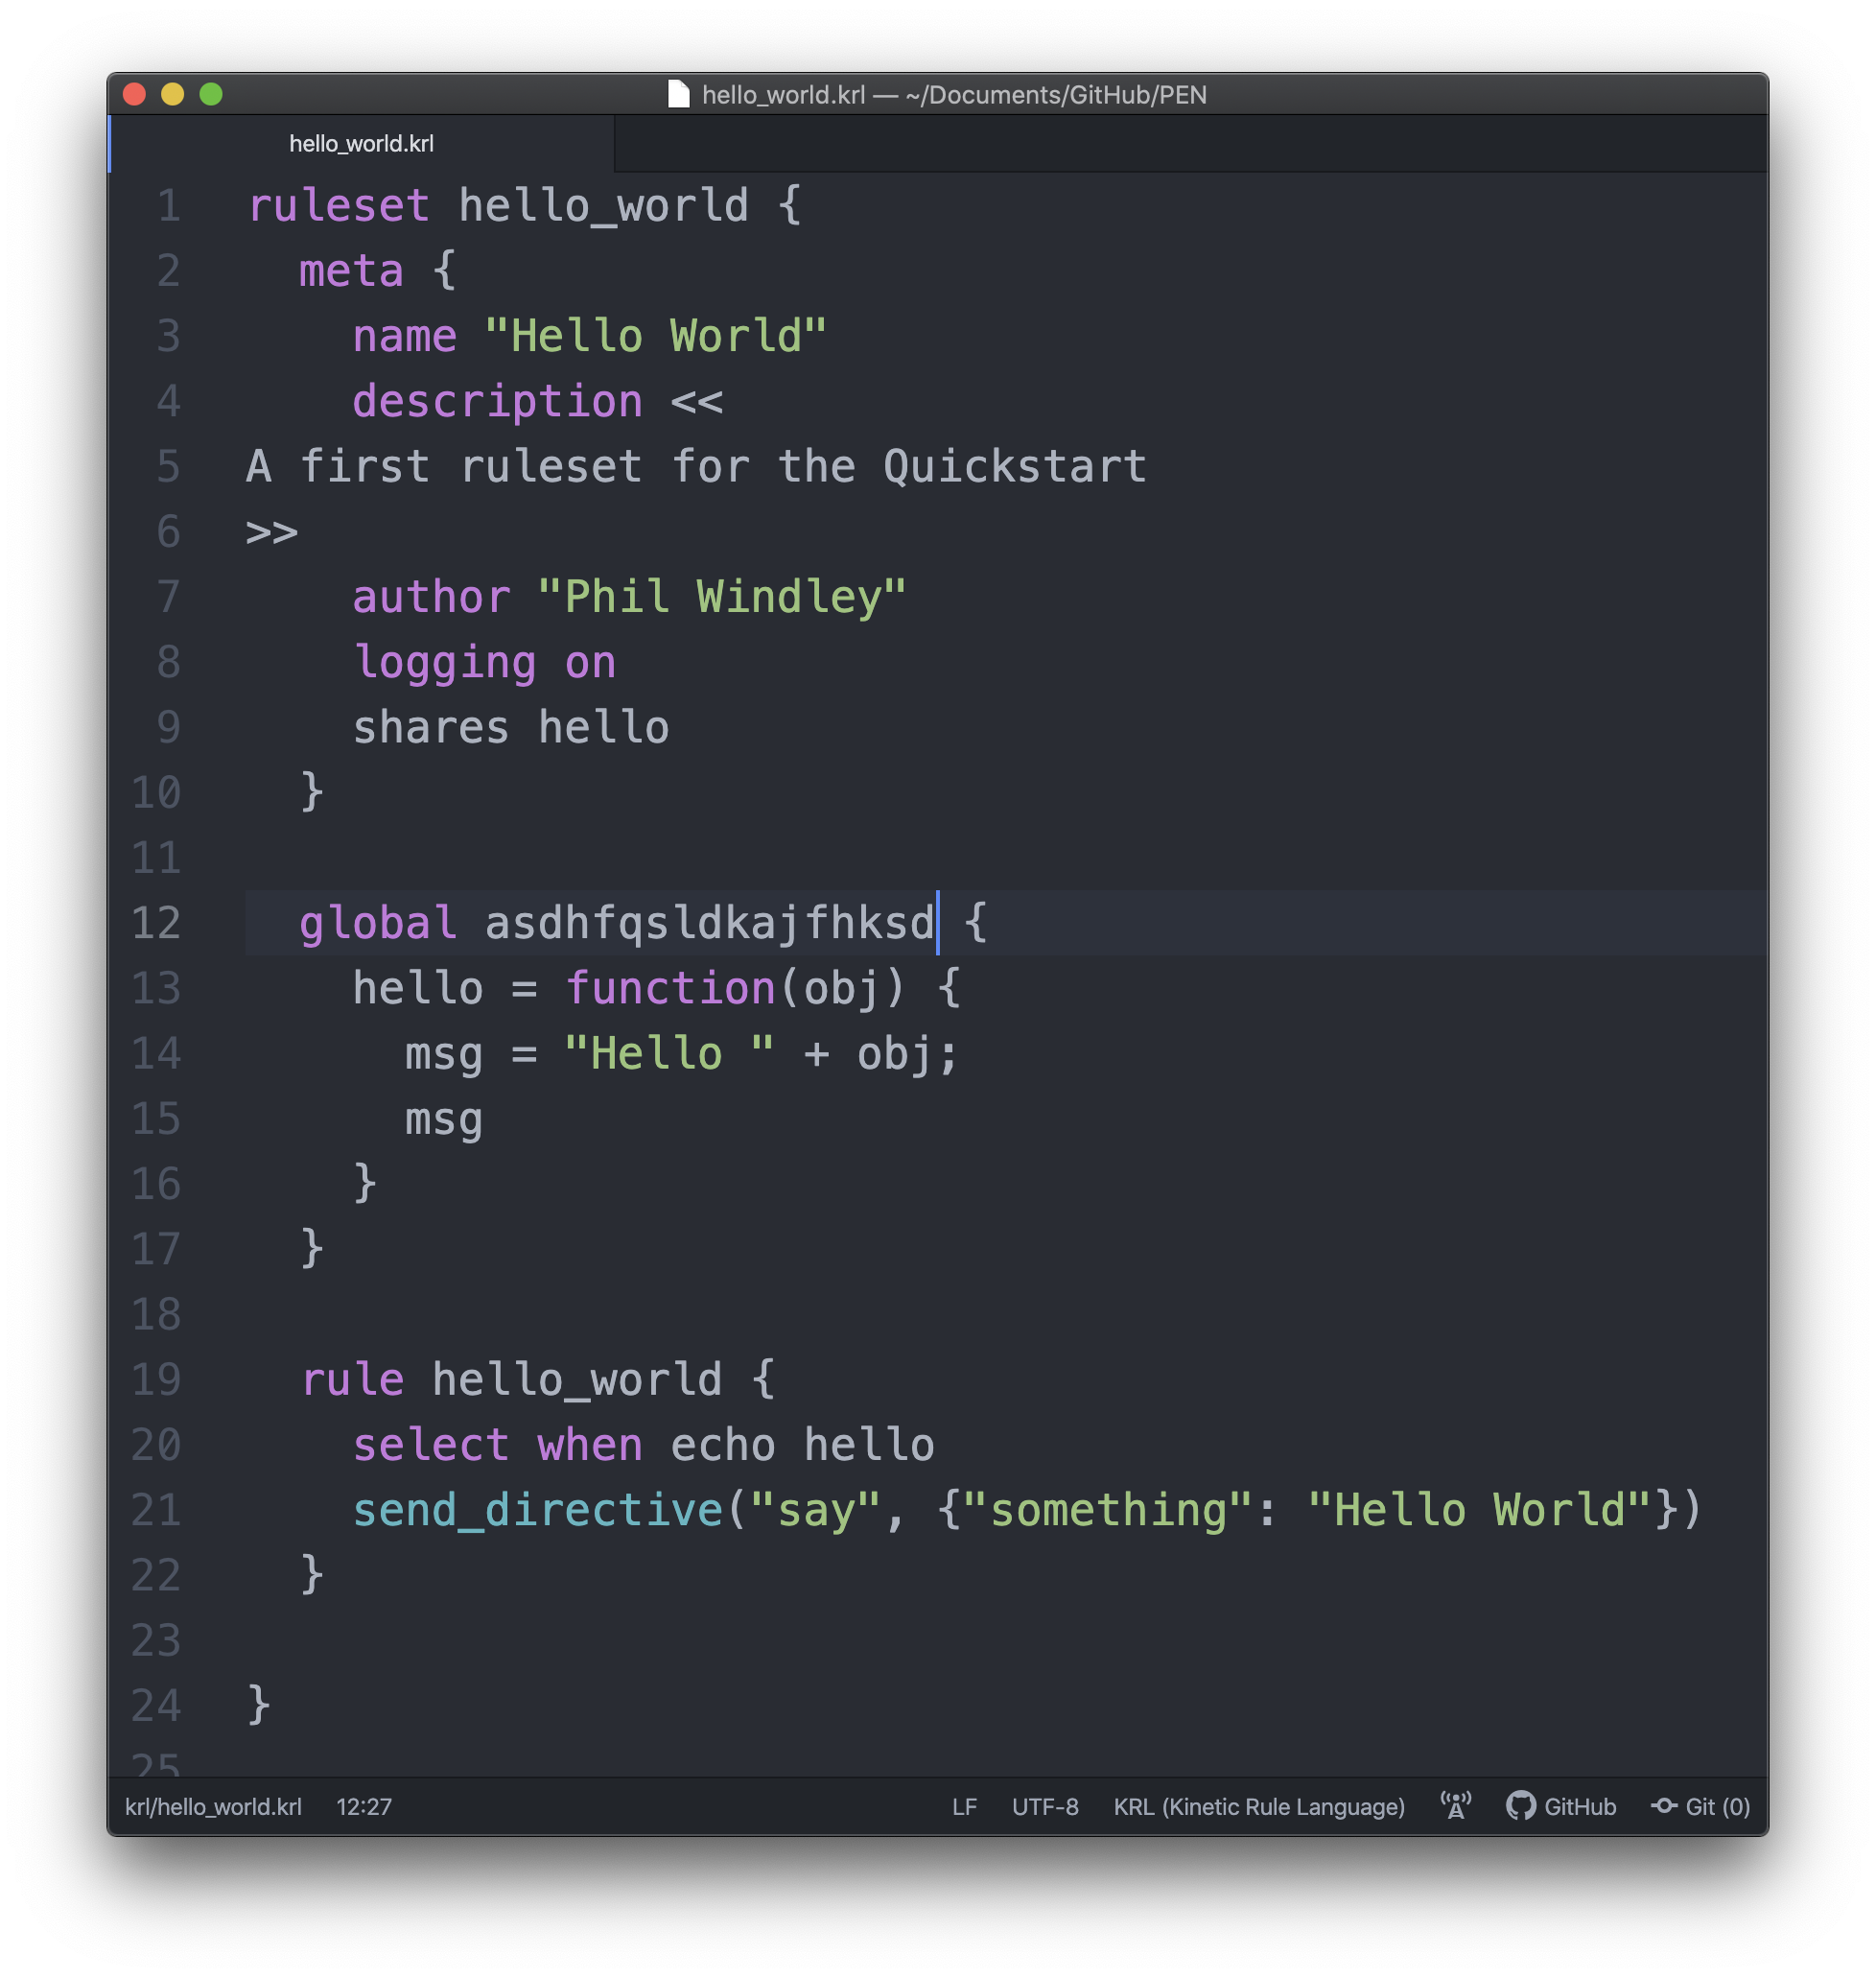 hello_world.krl — ~/Documents/GitHub/PEN
hello_world.krl
1 ruleset hello_world {
2   meta {
3     name "Hello World"
4     description <<
5 A first ruleset for the Quickstart
6 >>
7     author "Phil Windley"
8     logging on
9     shares hello
10   }
11
12   global asdhfqsldkajfhksd {
13     hello = function(obj) {
14       msg = "Hello " + obj;
15       msg
16     }
17   }
18
19   rule hello_world {
20     select when echo hello
21     send_directive("say", {"something": "Hello World"})
22   }
23
24 }
25
krl/hello_world.krl 12:27 LF UTF-8 KRL (Kinetic Rule Language) GitHub Git (0)